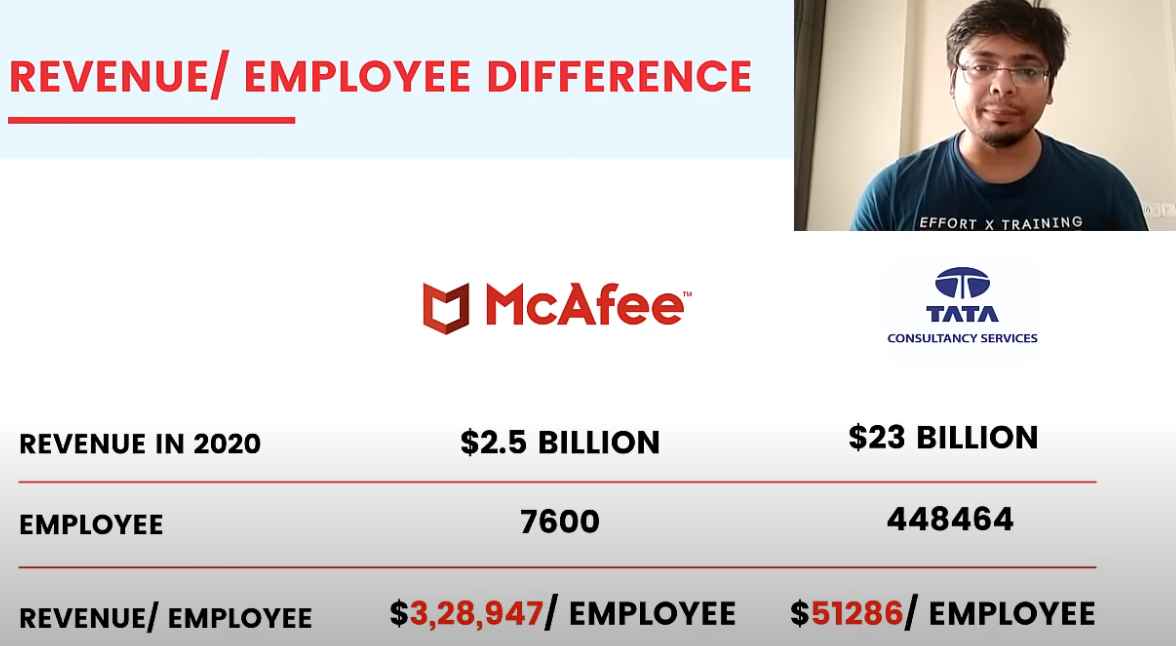 REVENUE/ EMPLOYEE DIFFERENCE
EFFORT X TRAINING
McAfee™
TATA
CONSULTANCY SERVICES
REVENUE IN 2020 $2.5 BILLION $23 BILLION
EMPLOYEE 7600 448464
REVENUE/ EMPLOYEE $3,28,947/ EMPLOYEE $51286/ EMPLOYEE